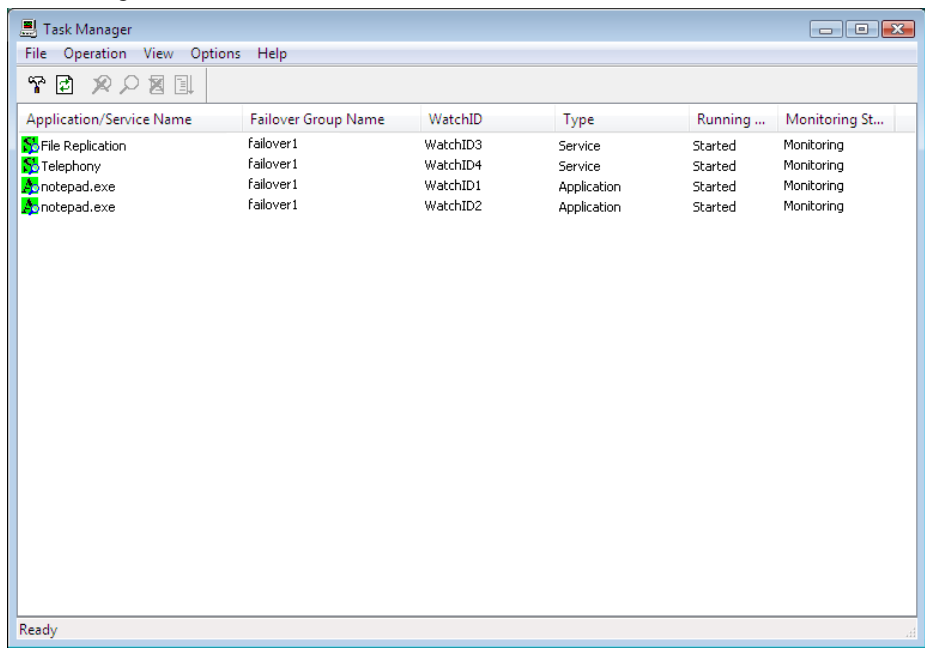 Task Manager
File Operation View Options Help
Application/Service Name Failover Group Name WatchID Type Running ... Monitoring St...
File Replication failover1 WatchID3 Service Started Monitoring
Telephony failover1 WatchID4 Service Started Monitoring
notepad.exe failover1 WatchID1 Application Started Monitoring
notepad.exe failover1 WatchID2 Application Started Monitoring
Ready